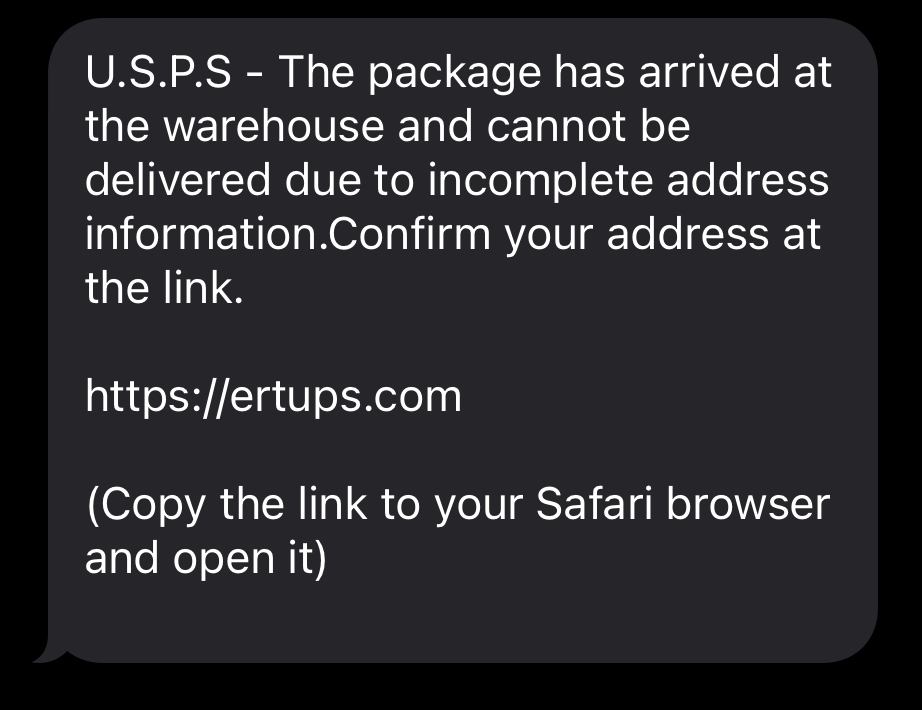 U.S.P.S - The package has arrived at
the warehouse and cannot be
delivered due to incomplete address
information.Confirm your address at
the link.
https://ertups.com
(Copy the link to your Safari browser
and open it)